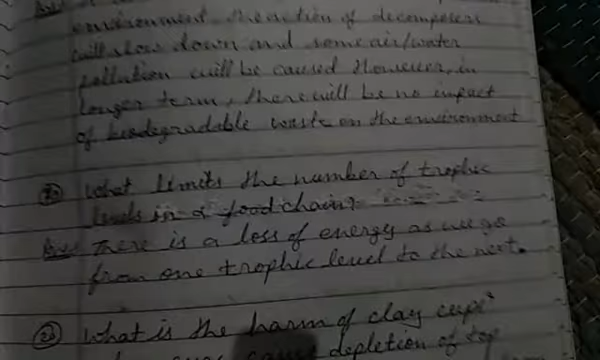 Ans
environment. The action of decomposers
will slow down and some air/water
pollution will be caused However, in
longer term, there will be no impact
of biodegradable waste on the environment
What limits the number of trophic
levels in a food chain?
Ans There is a loss of energy as we go
from one trophic level to the next.
What is the harm of clay cups?
cause depletion of top